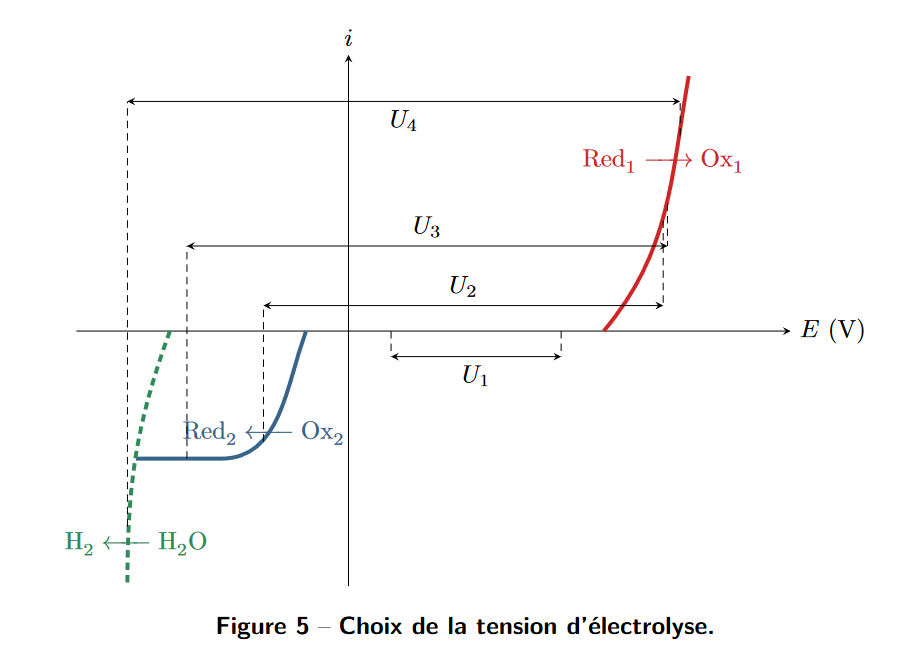 i
U₄
Red₁ ⟶ Ox₁
U₃
U₂
E (V)
U₁
Red₂ ⟵ Ox₂
H₂ ⟵ H₂O
Figure 5 – Choix de la tension d'électrolyse.